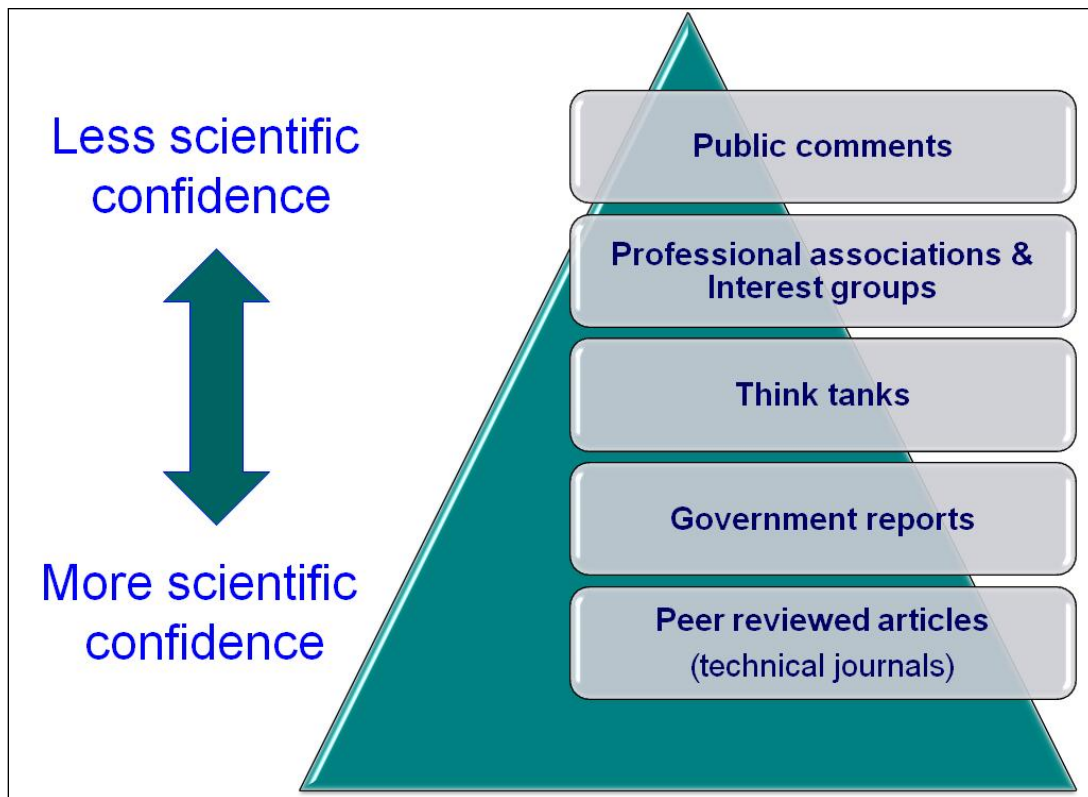 Less scientific
confidence
More scientific
confidence
Public comments
Professional associations &
Interest groups
Think tanks
Government reports
Peer reviewed articles
(technical journals)